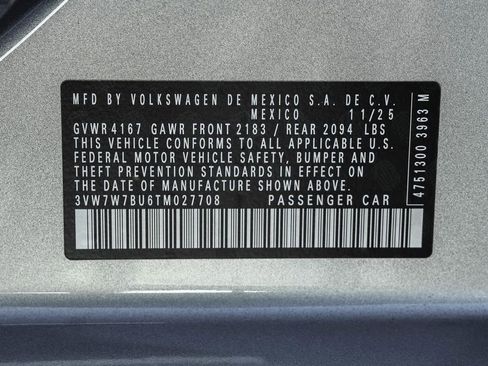 MFD BY VOLKSWAGEN DE MEXICO S.A. DE C.V.
MEXICO 11/25
GVWR 4167 GAWR FRONT 2183 / REAR 2094 LBS
THIS VEHICLE CONFORMS TO ALL APPLICABLE U.S.
FEDERAL MOTOR VEHICLE SAFETY, BUMPER AND
THEFT PREVENTION STANDARDS IN EFFECT ON
THE DATE OF MANUFACTURE SHOWN ABOVE.
3VW7W7BU6TM027708 PASSENGER CAR
4751300 3963 M